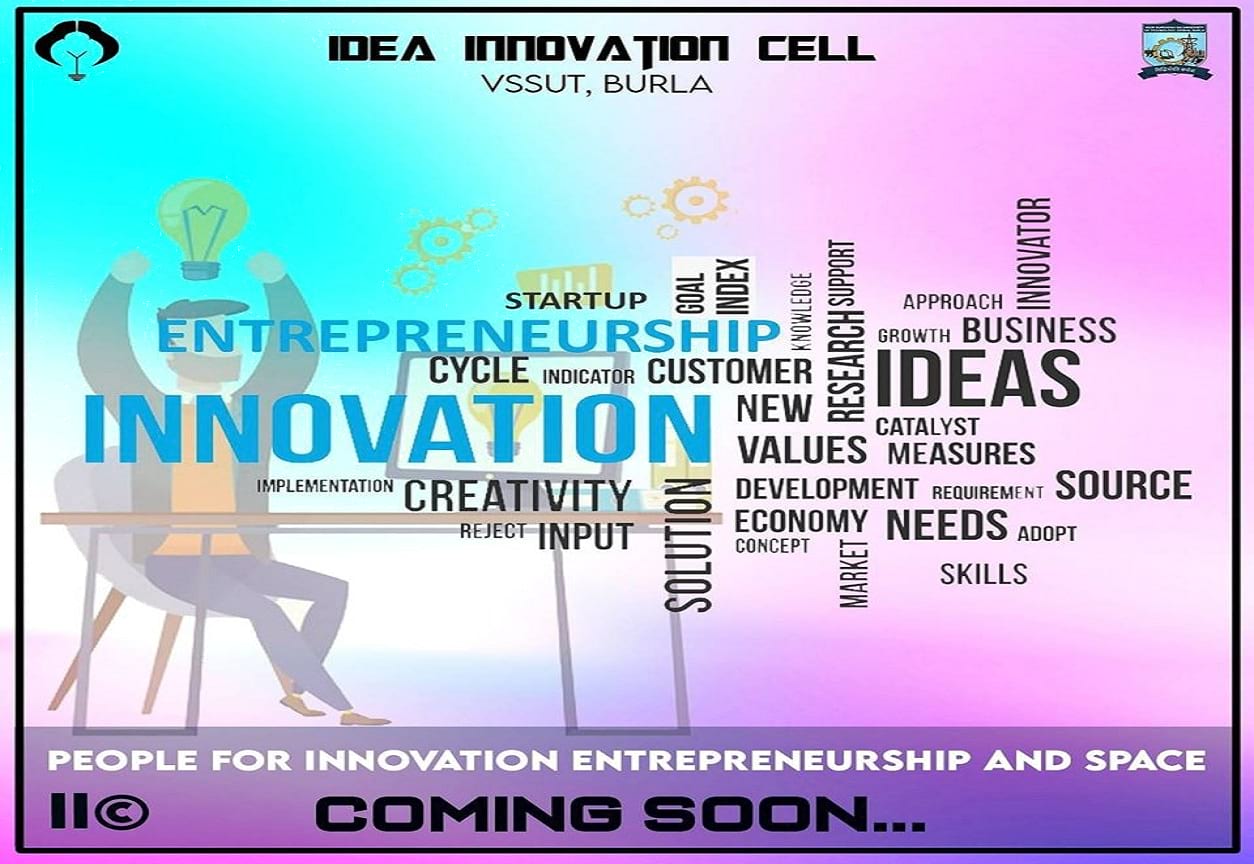 IDEA INNOVATION CELL
VSSUT, BURLA
STARTUP
GOAL
INDEX
KNOWLEDGE
RESEARCH SUPPORT
APPROACH
INNOVATOR
ENTREPRENEURSHIP
GROWTH BUSINESS
CYCLE INDICATOR CUSTOMER
IDEAS
INNOVATION
NEW
CATALYST
VALUES MEASURES
IMPLEMENTATION CREATIVITY
SOLUTION
DEVELOPMENT REQUIREMENT SOURCE
REJECT INPUT
ECONOMY NEEDS ADOPT
CONCEPT
MARKET
SKILLS
PEOPLE FOR INNOVATION ENTREPRENEURSHIP AND SPACE
II©
COMING SOON...